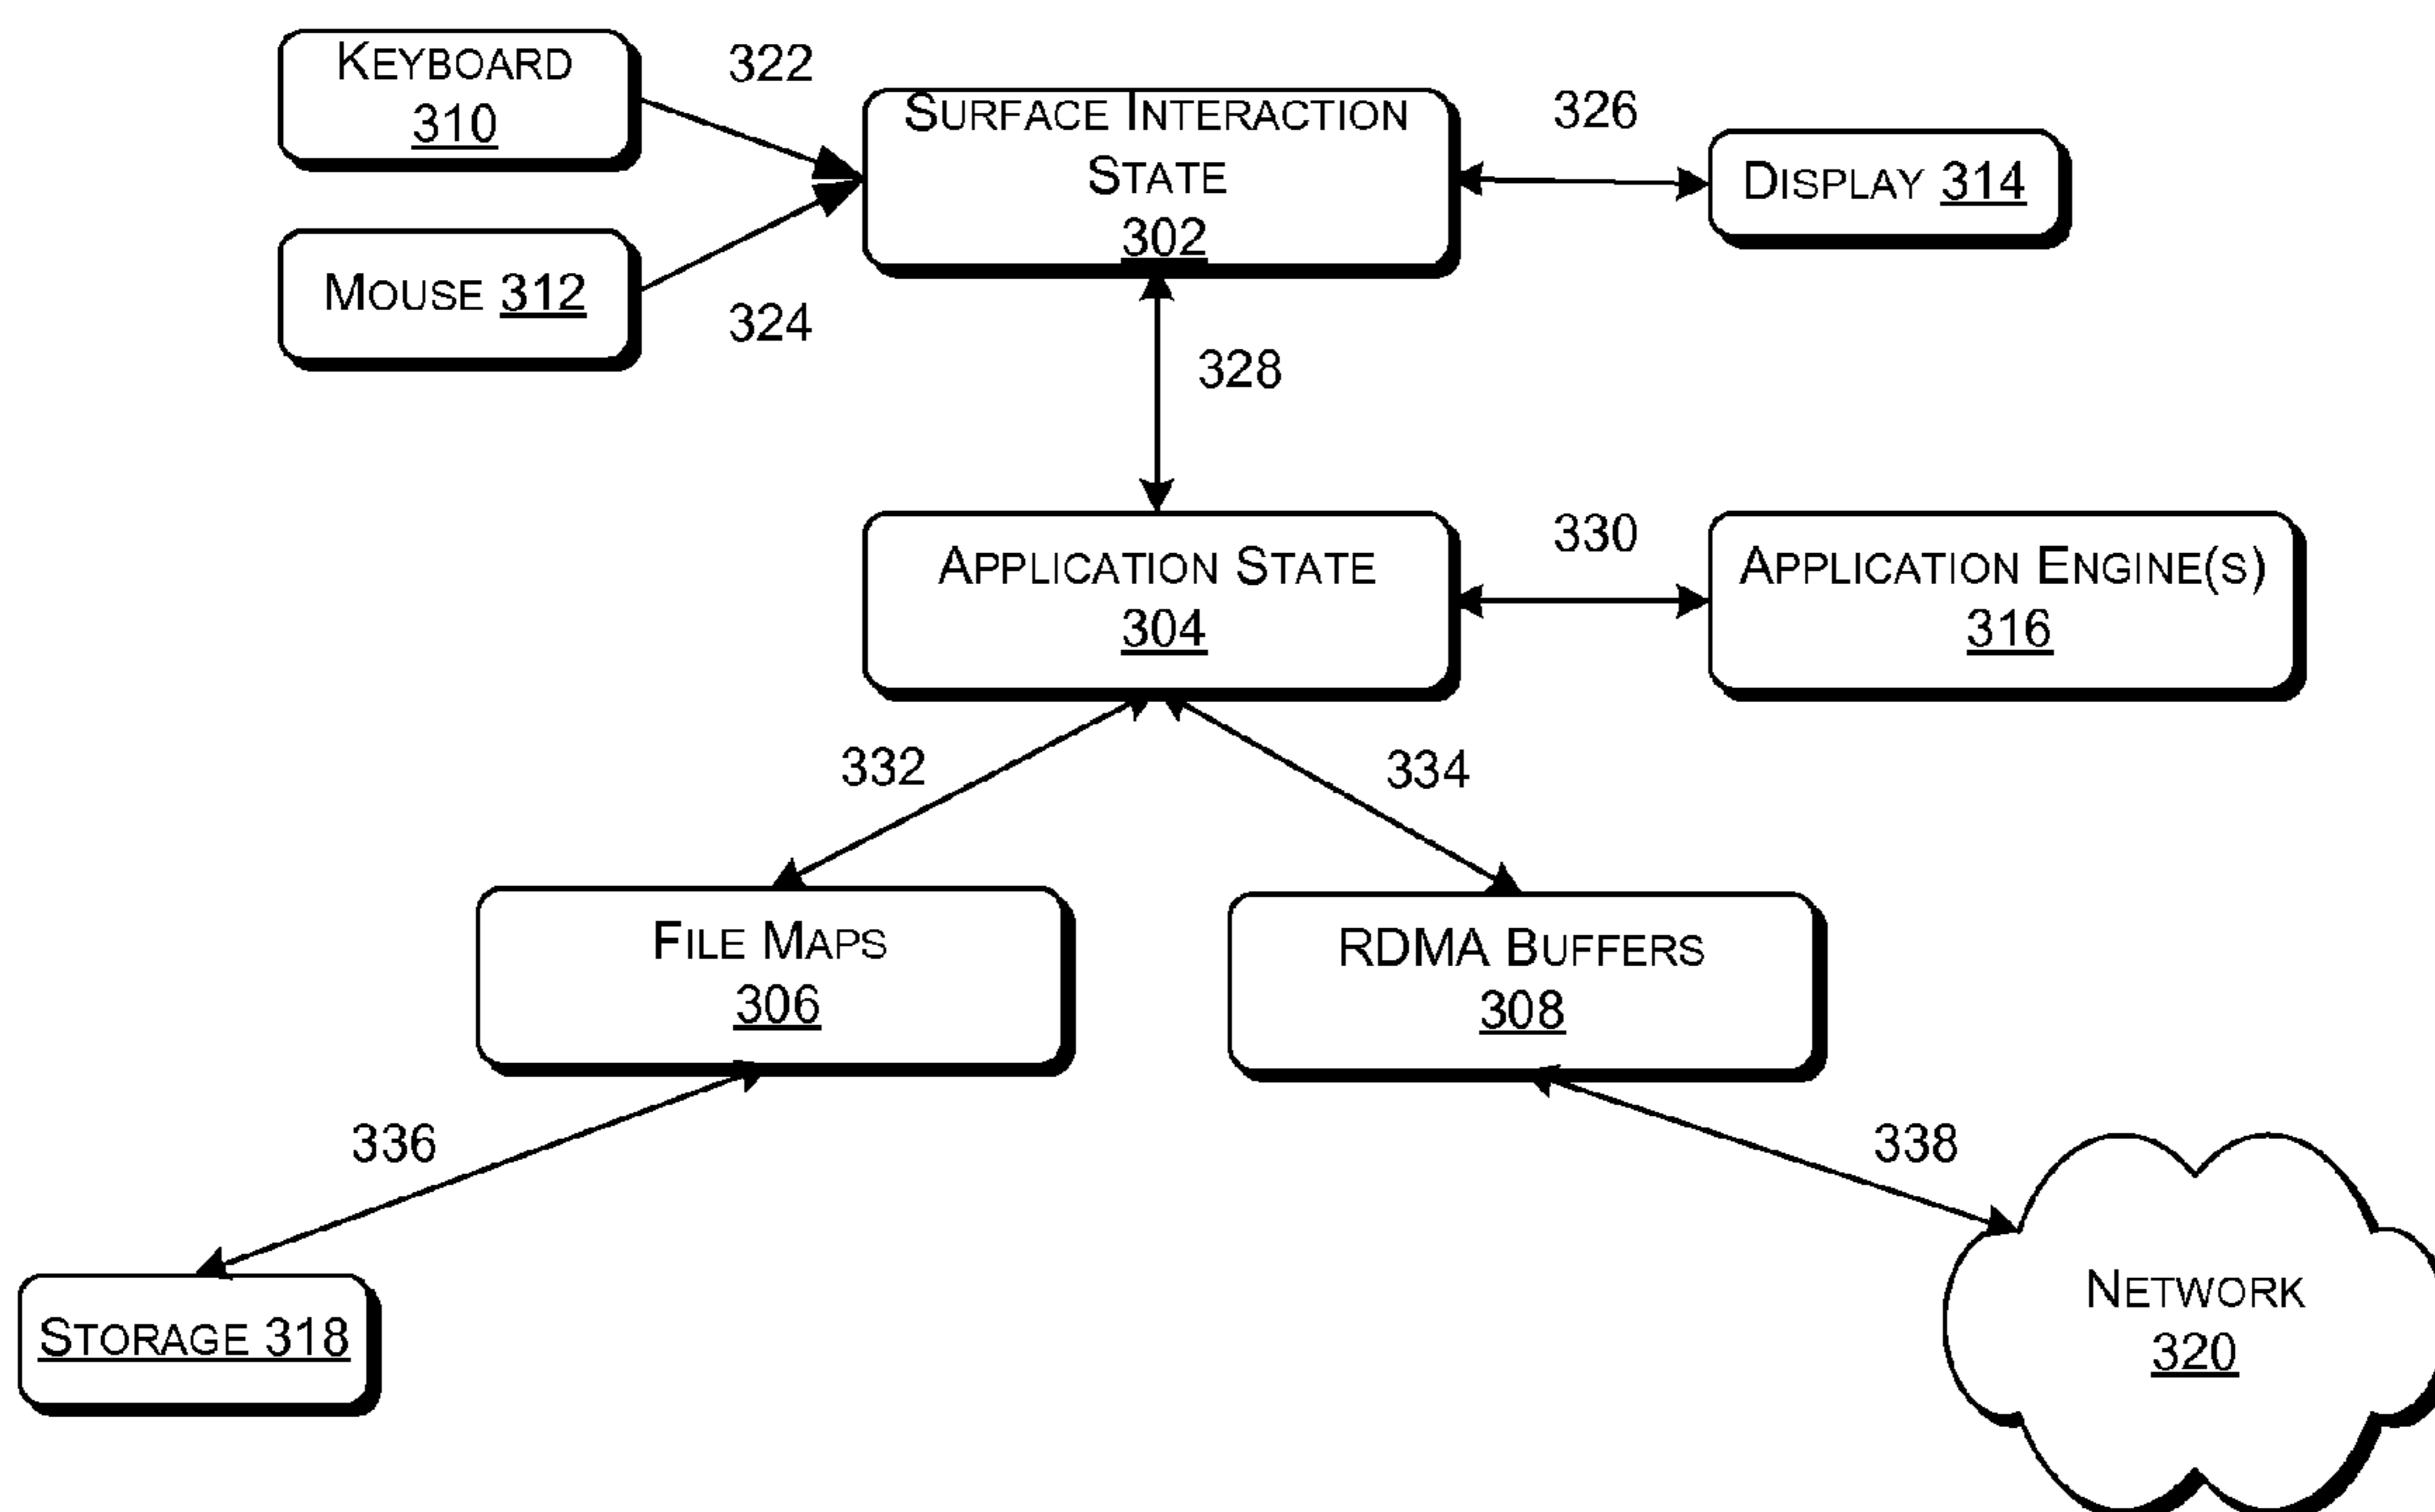 KEYBOARD
310
322
SURFACE INTERACTION
STATE
302
326
DISPLAY 314
MOUSE 312
324
328
APPLICATION STATE
304
330
APPLICATION ENGINE(S)
316
332
334
FILE MAPS
306
RDMA BUFFERS
308
336
338
STORAGE 318
NETWORK
320